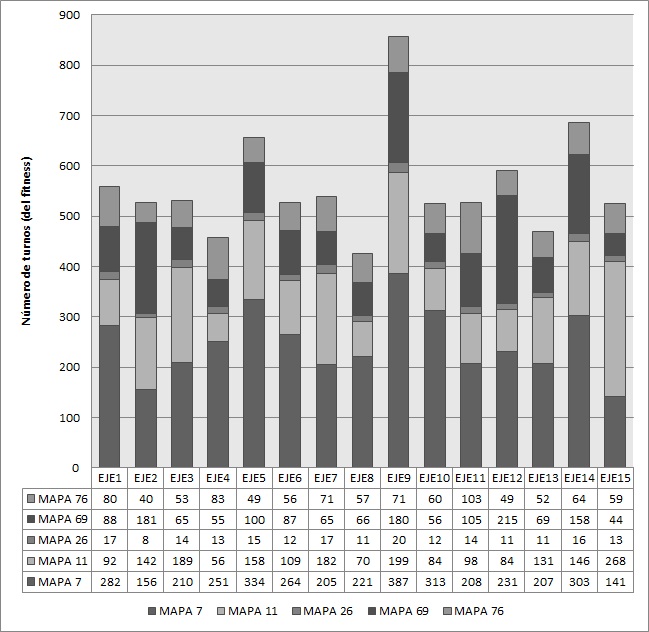 900
800
700
600
500
400
300
200
100
0
Número de turnos (del fitness)
EJE1 EJE2 EJE3 EJE4 EJE5 EJE6 EJE7 EJE8 EJE9 EJE10 EJE11 EJE12 EJE13 EJE14 EJE15
MAPA 76 80 40 53 83 49 56 71 57 71 60 103 49 52 64 59
MAPA 69 88 181 65 55 100 87 65 66 180 56 105 215 69 158 44
MAPA 26 17 8 14 13 15 12 17 11 20 12 14 11 11 16 13
MAPA 11 92 142 189 56 158 109 182 70 199 84 98 84 131 146 268
MAPA 7 282 156 210 251 334 264 205 221 387 313 208 231 207 303 141
MAPA 7 MAPA 11 MAPA 26 MAPA 69 MAPA 76